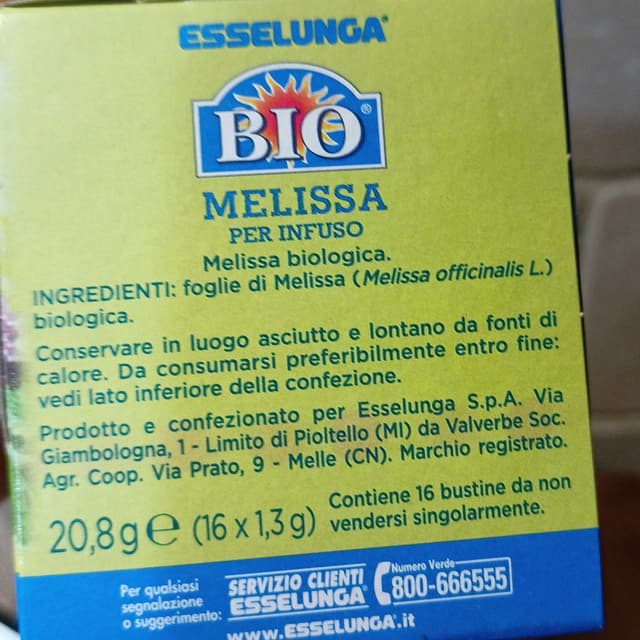 ESSELUNGA®
BIO®
MELISSA
PER INFUSO
Melissa biologica.
INGREDIENTI: foglie di Melissa (Melissa officinalis L.)
biologica.
Conservare in luogo asciutto e lontano da fonti di
calore. Da consumarsi preferibilmente entro fine:
vedi lato inferiore della confezione.
Prodotto e confezionato per Esselunga S.p.A. Via
Giambologna, 1 - Limito di Pioltello (MI) da Valverbe Soc.
Agr. Coop. Via Prato, 9 - Melle (CN). Marchio registrato.
20,8g℮ (16 x 1,3g)
Contiene 16 bustine da non
vendersi singolarmente.
Per qualsiasi
segnalazione
o suggerimento:
SERVIZIO CLIENTI
ESSELUNGA®
Numero Verde
800-666555
www.ESSELUNGA.it